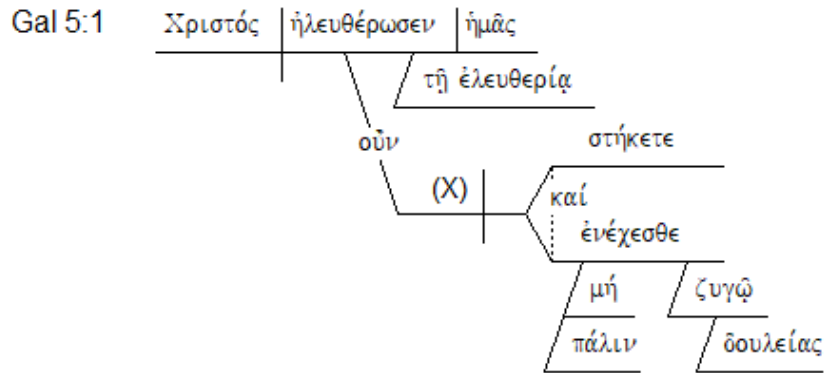 Gal 5:1 Χριστός ἠλευθέρωσεν ἡμᾶς
τῇ ἐλευθερίᾳ
οὖν στήκετε
(X) καί
ἐνέχεσθε
μή ζυγῷ
πάλιν δουλείας